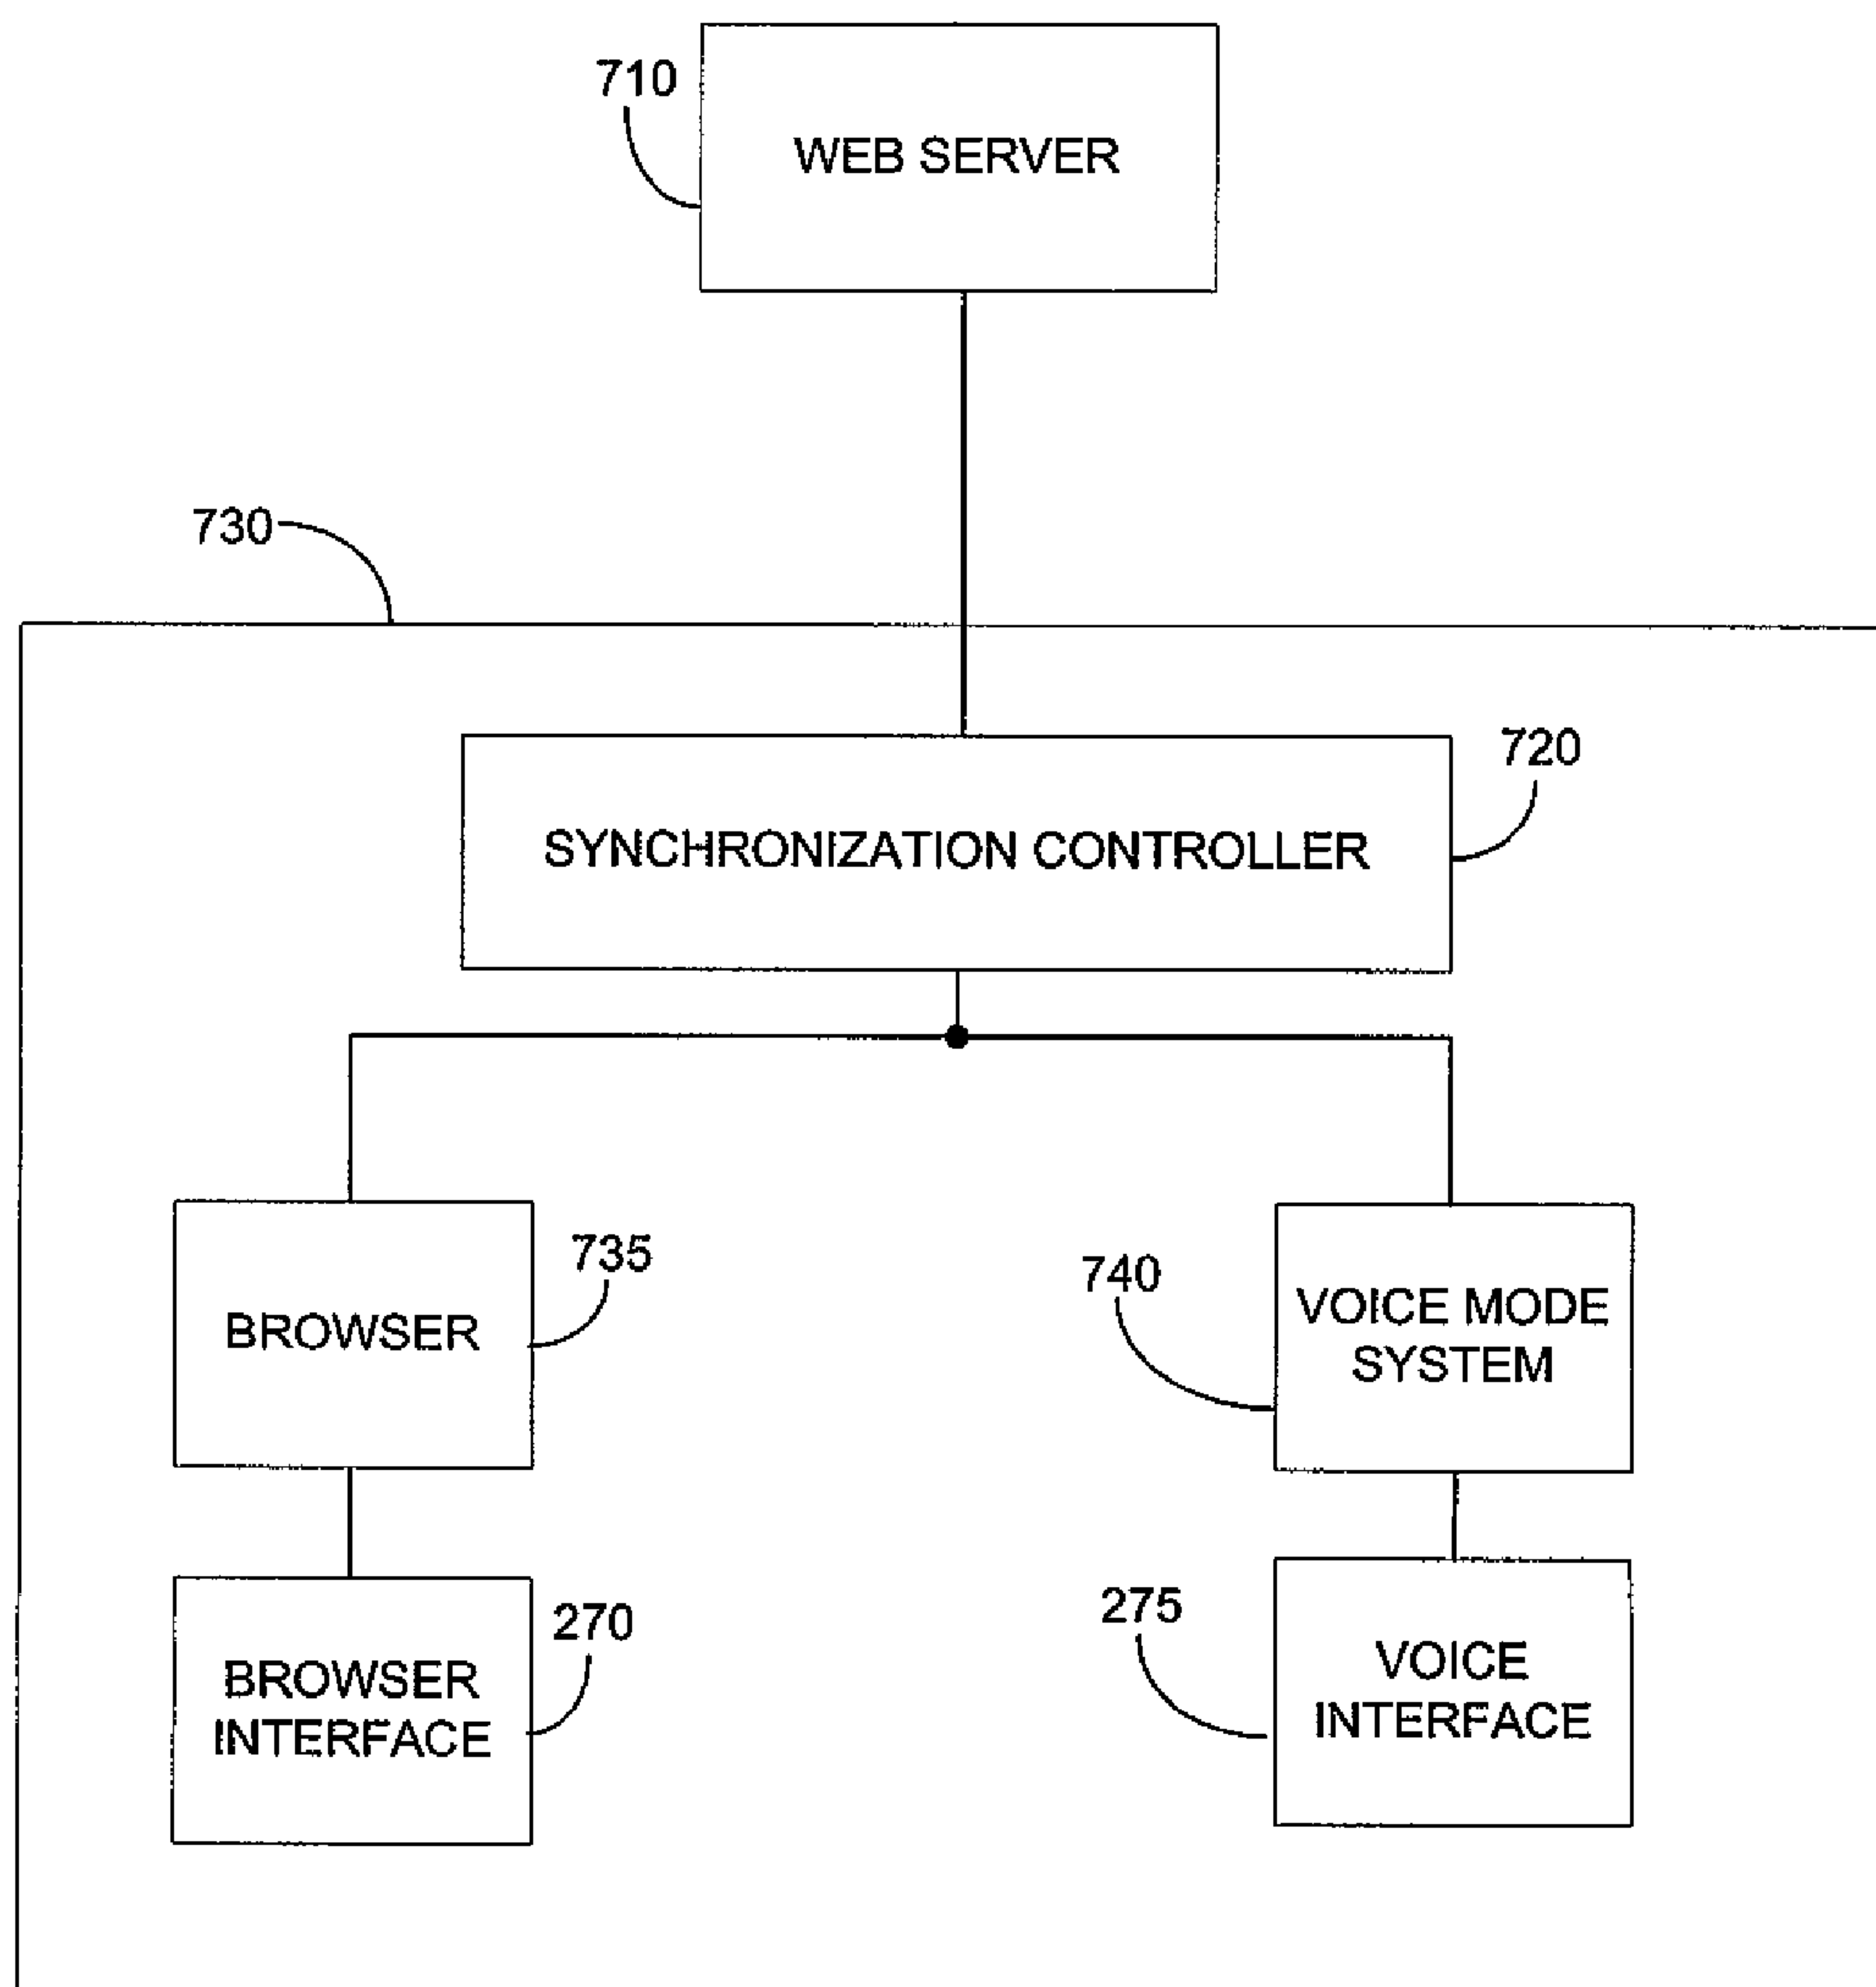 710
WEB SERVER
730
720
SYNCHRONIZATION CONTROLLER
735
740
BROWSER
VOICE MODE
SYSTEM
270
275
BROWSER
INTERFACE
VOICE
INTERFACE